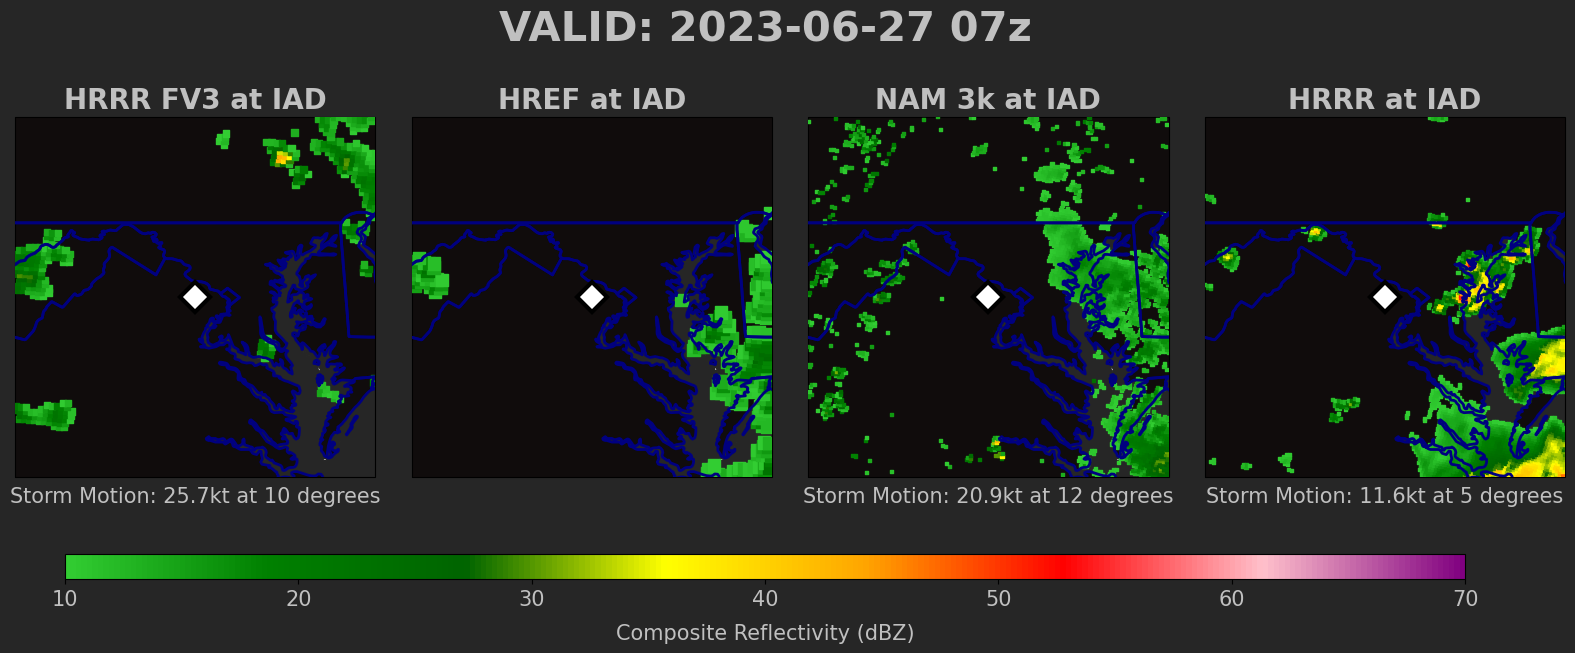 VALID: 2023-06-27 07z
HRRR FV3 at IAD
HREF at IAD
NAM 3k at IAD
HRRR at IAD
Storm Motion: 25.7kt at 10 degrees
Storm Motion: 20.9kt at 12 degrees
Storm Motion: 11.6kt at 5 degrees
10 20 30 40 50 60 70
Composite Reflectivity (dBZ)